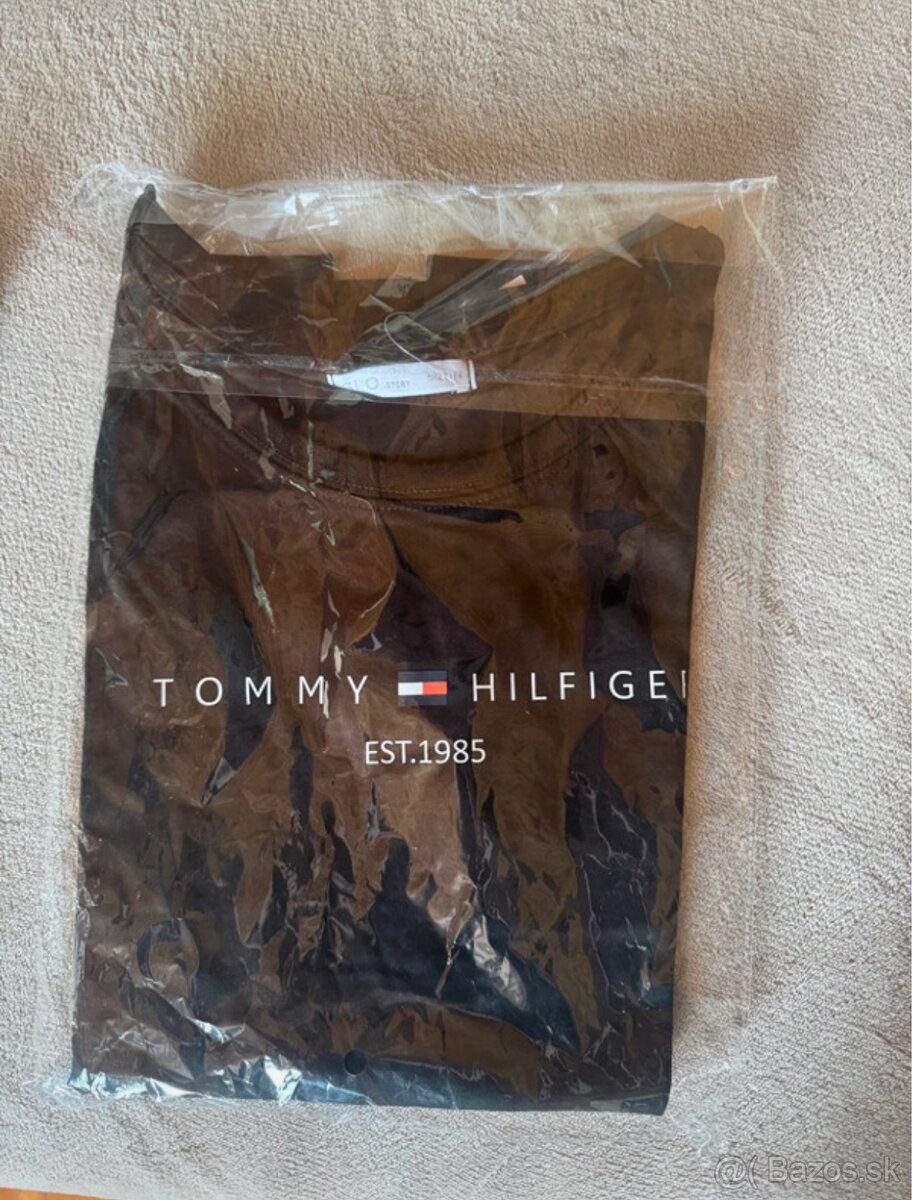 TOMMY HILFIGE
EST.1985
@( Bazos.sk